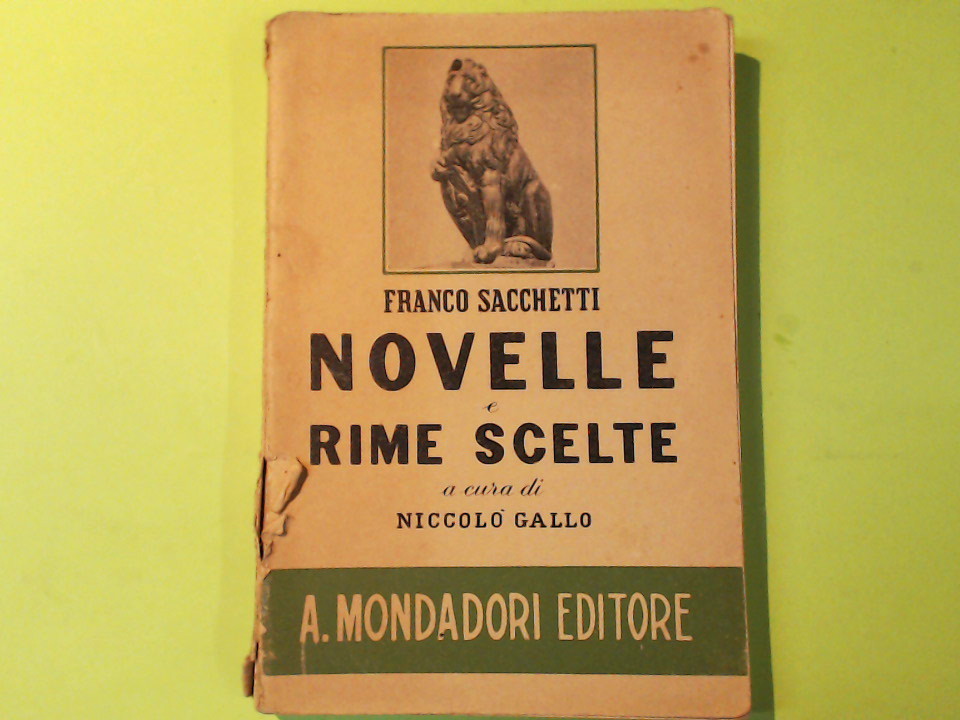 FRANCO SACCHETTI
NOVELLE
e
RIME SCELTE
a cura di
NICCOLÒ GALLO
A. MONDADORI EDITORE